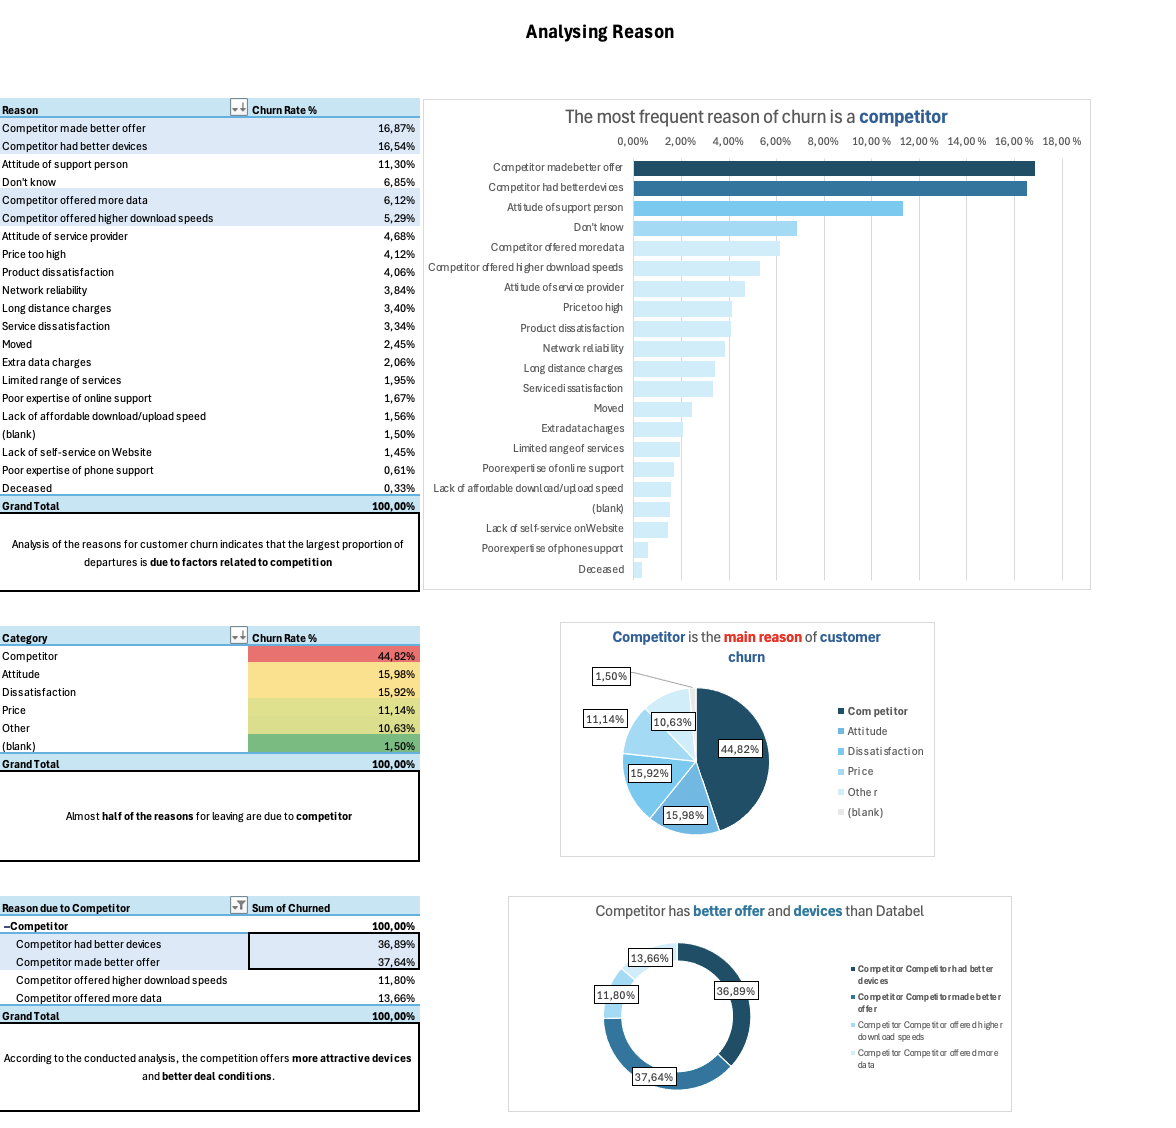 Analysing Reason
Reason Churn Rate %
Competitor made better offer 16,87%
Competitor had better devices 16,54%
Attitude of support person 11,30%
Don't know 6,85%
Competitor offered more data 6,12%
Competitor offered higher download speeds 5,29%
Attitude of service provider 4,68%
Price too high 4,12%
Product dissatisfaction 4,06%
Network reliability 3,84%
Long distance charges 3,40%
Service dissatisfaction 3,34%
Moved 2,45%
Extra data charges 2,06%
Limited range of services 1,95%
Poor expertise of online support 1,67%
Lack of affordable download/upload speed 1,56%
(blank) 1,50%
Lack of self-service on Website 1,45%
Poor expertise of phone support 0,61%
Deceased 0,33%
Grand Total 100,00%
Analysis of the reasons for customer churn indicates that the largest proportion of
departures is due to factors related to competition
The most frequent reason of churn is a competitor
0,00% 2,00% 4,00% 6,00% 8,00% 10,00% 12,00% 14,00% 16,00% 18,00%
Competitor made better offer
Competitor had better devices
Attitude of support person
Don't know
Competitor offered more data
Competitor offered higher download speeds
Attitude of service provider
Price too high
Product dissatisfaction
Network reliability
Long distance charges
Service dissatisfaction
Moved
Extra data charges
Limited range of services
Poor expertise of online support
Lack of affordable download/upload speed
(blank)
Lack of self-service on Website
Poor expertise of phone support
Deceased
Category Churn Rate %
Competitor 44,82%
Attitude 15,98%
Dissatisfaction 15,92%
Price 11,14%
Other 10,63%
(blank) 1,50%
Grand Total 100,00%
Almost half of the reasons for leaving are due to competitor
Competitor is the main reason of customer
churn
1,50%
11,14%
10,63%
44,82%
15,92%
15,98%
Competitor
Attitude
Dissatisfaction
Price
Other
(blank)
Reason due to Competitor Sum of Churned
–Competitor 100,00%
Competitor had better devices 36,89%
Competitor made better offer 37,64%
Competitor offered higher download speeds 11,80%
Competitor offered more data 13,66%
Grand Total 100,00%
According to the conducted analysis, the competition offers more attractive devices
and better deal conditions.
Competitor has better offer and devices than Databel
13,66%
11,80%
36,89%
37,64%
Competitor Competitor had better
devices
Competitor Competitor made better
offer
Competitor Competitor offered higher
download speeds
Competitor Competitor offered more
data